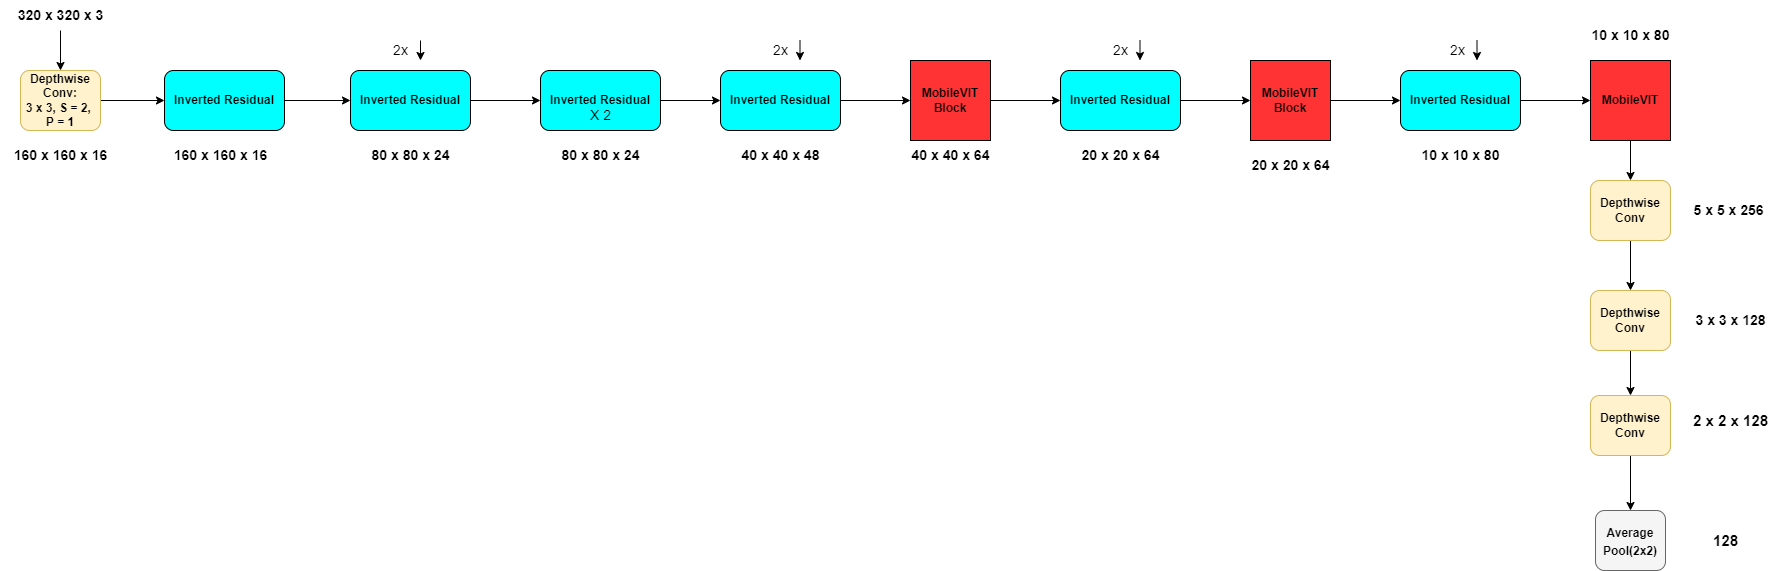 320 x 320 x 3
Depthwise
Conv:
3 x 3, S = 2,
P = 1
160 x 160 x 16
Inverted Residual
160 x 160 x 16
2x
Inverted Residual
80 x 80 x 24
Inverted Residual
X 2
80 x 80 x 24
2x
Inverted Residual
40 x 40 x 48
MobileVIT
Block
40 x 40 x 64
2x
Inverted Residual
20 x 20 x 64
MobileVIT
Block
20 x 20 x 64
2x
Inverted Residual
10 x 10 x 80
10 x 10 x 80
MobileVIT
Depthwise
Conv
5 x 5 x 256
Depthwise
Conv
3 x 3 x 128
Depthwise
Conv
2 x 2 x 128
Average
Pool(2x2)
128